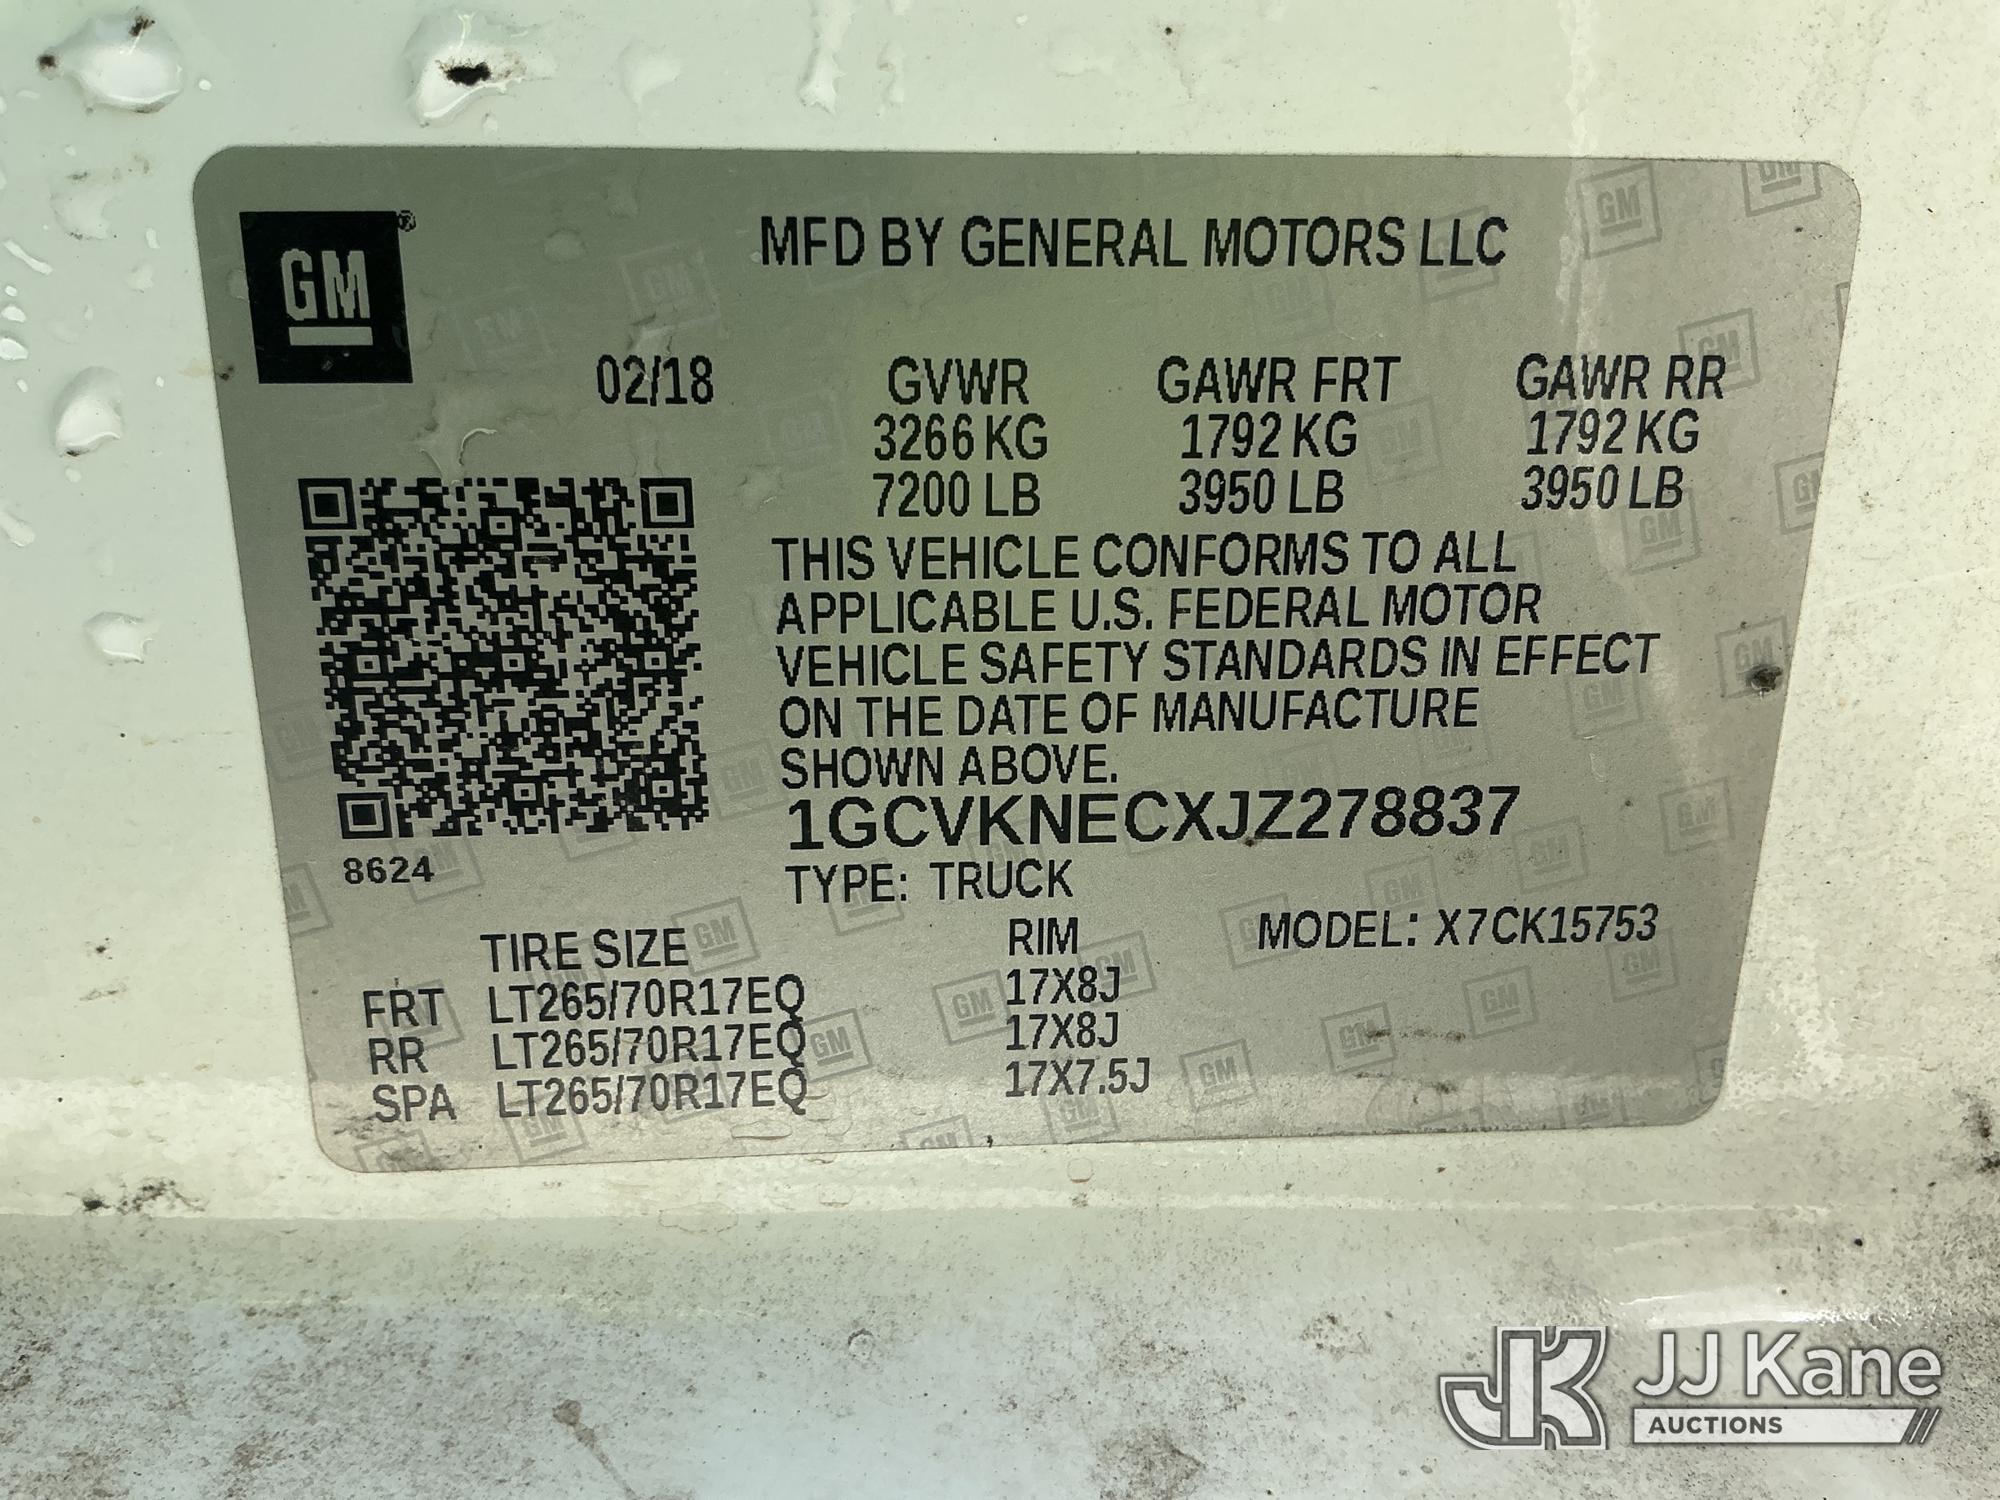 GM ®
MFD BY GENERAL MOTORS LLC
02/18 GVWR GAWR FRT GAWR RR
3266 KG 1792 KG 1792 KG
7200 LB 3950 LB 3950 LB
THIS VEHICLE CONFORMS TO ALL
APPLICABLE U.S. FEDERAL MOTOR
VEHICLE SAFETY STANDARDS IN EFFECT
ON THE DATE OF MANUFACTURE
SHOWN ABOVE.
1GCVKNECXJZ278837
8624
TYPE: TRUCK
TIRE SIZE RIM MODEL: X7CK15753
FRT LT265/70R17EQ 17X8J
RR LT265/70R17EQ 17X8J
SPA LT265/70R17EQ 17X7.5J
JK JJ Kane
AUCTIONS